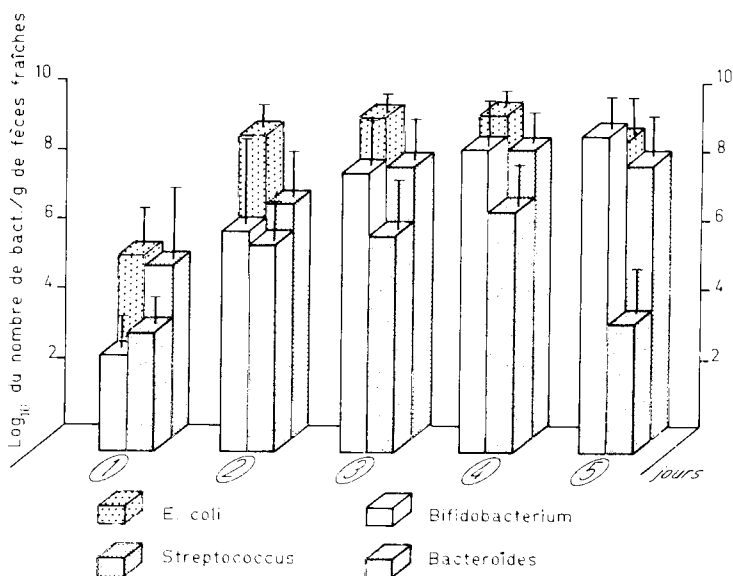 Log₁₀ du nombre de bact./g de fèces fraîches
10 10
8 8
6 6
4 4
2 2
1 2 3 4 5 jours
E. coli Bifidobacterium
Streptococcus Bacteroïdes